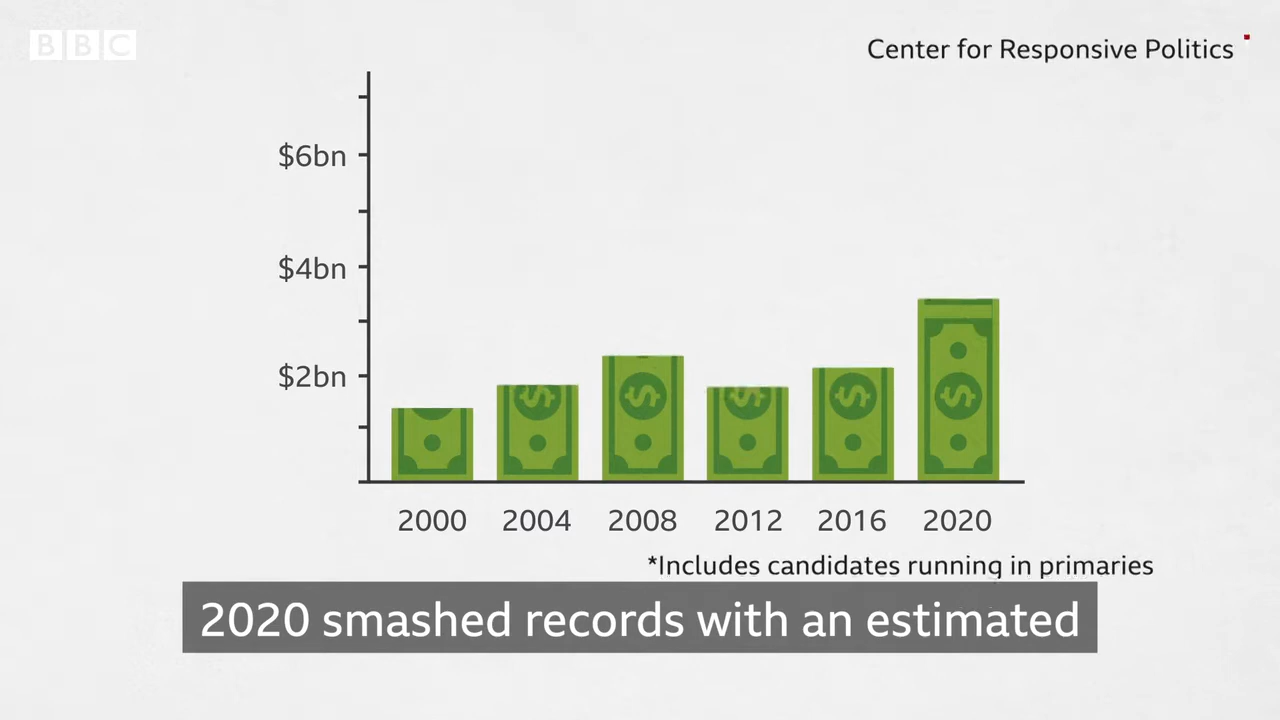 BBC
Center for Responsive Politics
$6bn
$4bn
$2bn
2000 2004 2008 2012 2016 2020
*Includes candidates running in primaries
2020 smashed records with an estimated